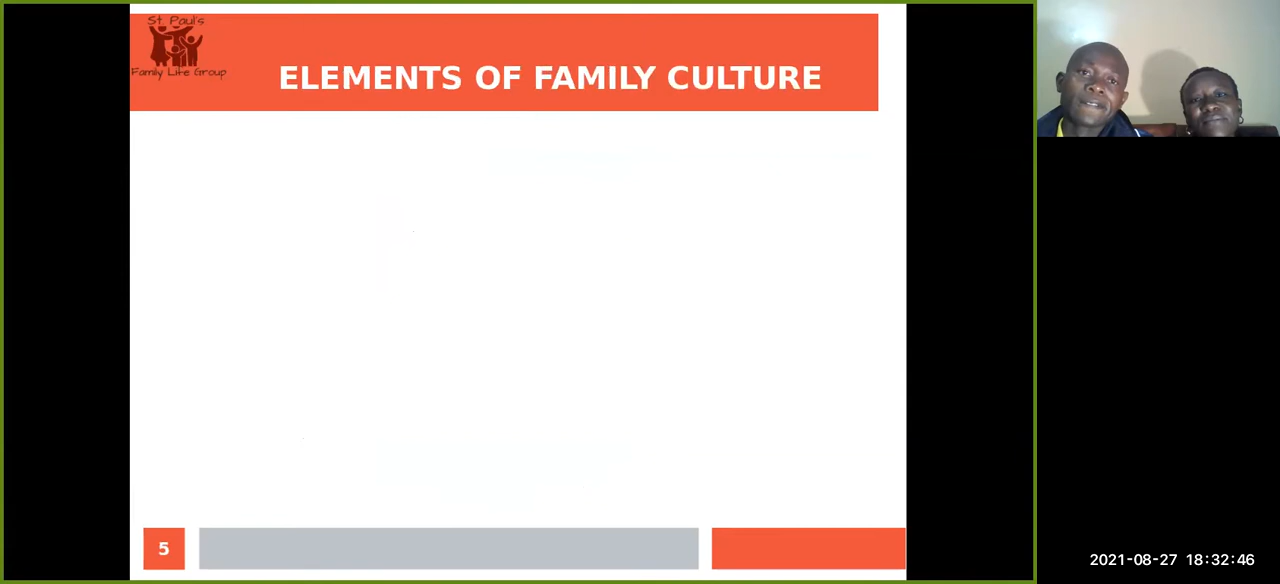 St. Paul's
Family Life Group
ELEMENTS OF FAMILY CULTURE
5
2021-08-27 18:32:46